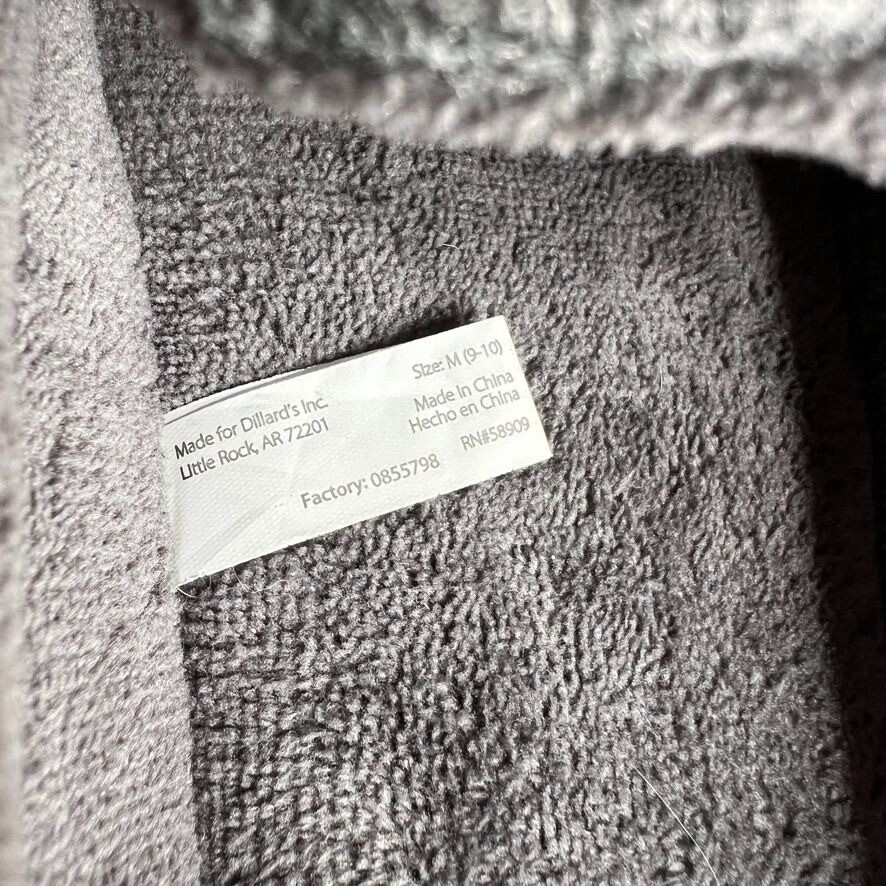 Made for Dillard's Inc.
Little Rock, AR 72201
Size: M (9-10)
Made in China
Hecho en China
Factory: 0855798
RN#58909